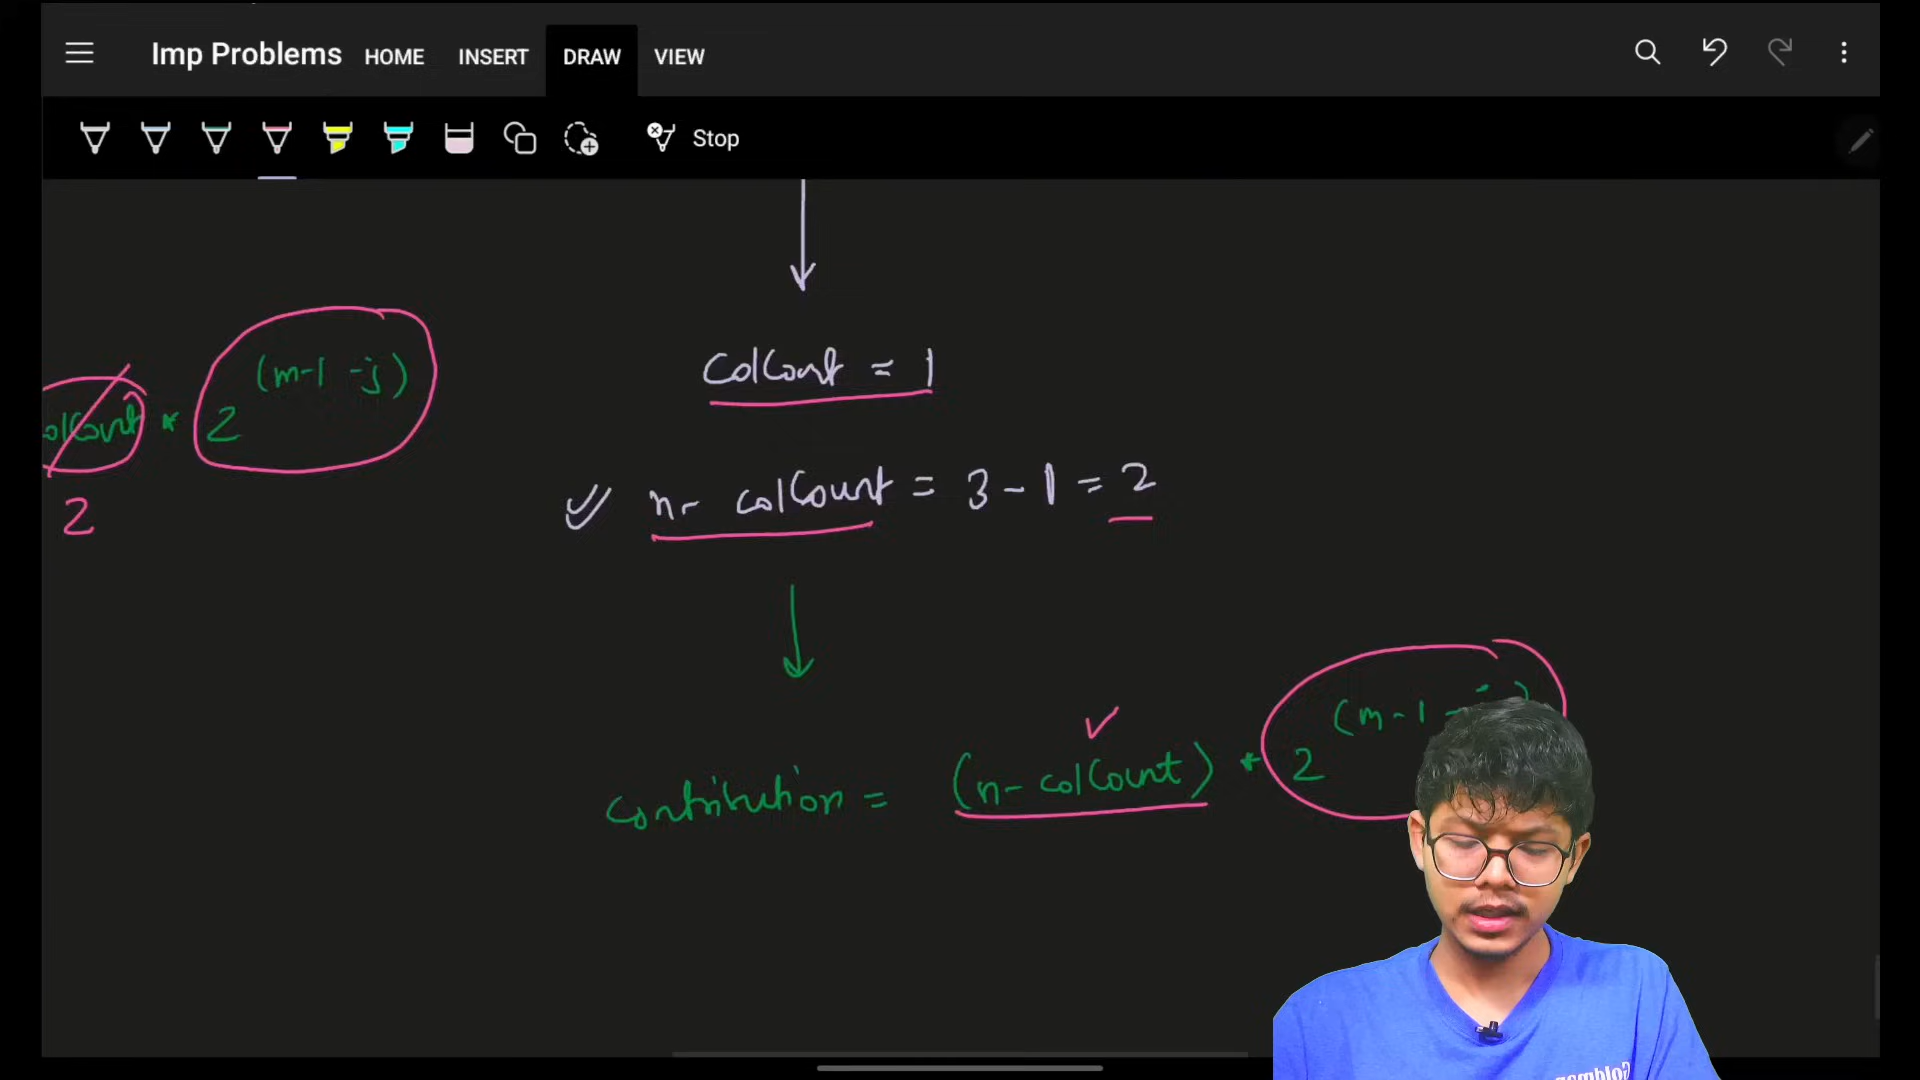 Imp Problems HOME INSERT DRAW VIEW
Stop
colCount = 1
olCount * 2^(m-1-j)
2
n- colCount = 3-1 = 2
contribution = (n- colCount) * 2^(m-1-